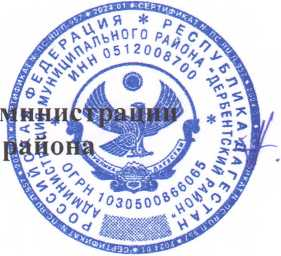 РОССИЙСКАЯ ФЕДЕРАЦИЯ * РЕСПУБЛИКА ДАГЕСТАН *
АДМИНИСТРАЦИЯ МУНИЦИПАЛЬНОГО РАЙОНА "ДЕРБЕНТСКИЙ РАЙОН"
ИНН 0512008700
министрации
района
ОГРН 1030500866065